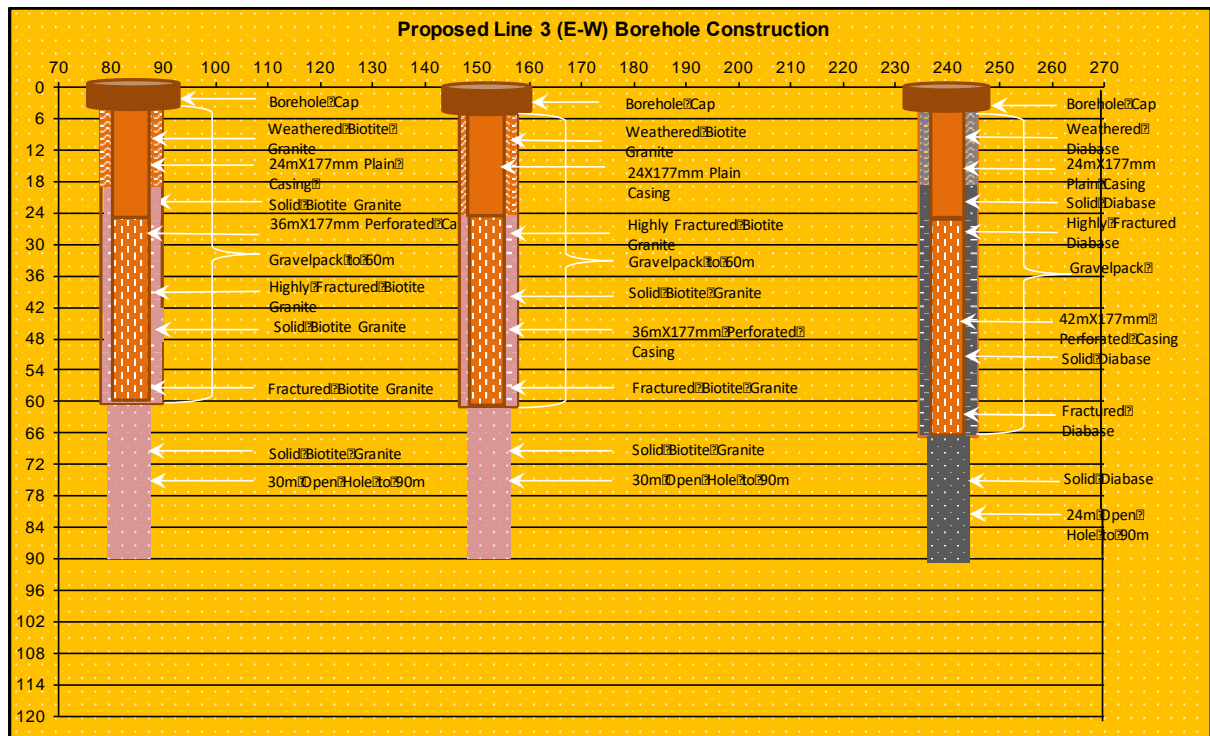 Proposed Line 3 (E-W) Borehole Construction
70 80 90 100 110 120 130 140 150 160 170 180 190 200 210 220 230 240 250 260 270
0
6
12
18
24
30
36
42
48
54
60
66
72
78
84
90
96
102
108
114
120
Borehole Cap
Weathered Biotite
Granite
24mX177mm Plain
Casing
Solid Biotite Granite
36mX177mm Perforated Ca
Gravelpack to 60m
Highly Fractured Biotite
Granite
Solid Biotite Granite
Fractured Biotite Granite
Solid Biotite Granite
30m Open Hole to 90m
Borehole Cap
Weathered Biotite
Granite
24X177mm Plain
Casing
Highly Fractured Biotite
Granite
Gravelpack to 60m
Solid Biotite Granite
36mX177mm Perforated
Casing
Fractured Biotite Granite
Solid Biotite Granite
30m Open Hole to 90m
Borehole Cap
Weathered
Diabase
24mX177mm
Plain Casing
Solid Diabase
Highly Fractured
Diabase
Gravelpack
42mX177mm
Perforated Casing
Solid Diabase
Fractured
Diabase
Solid Diabase
24m Open
Hole to 90m